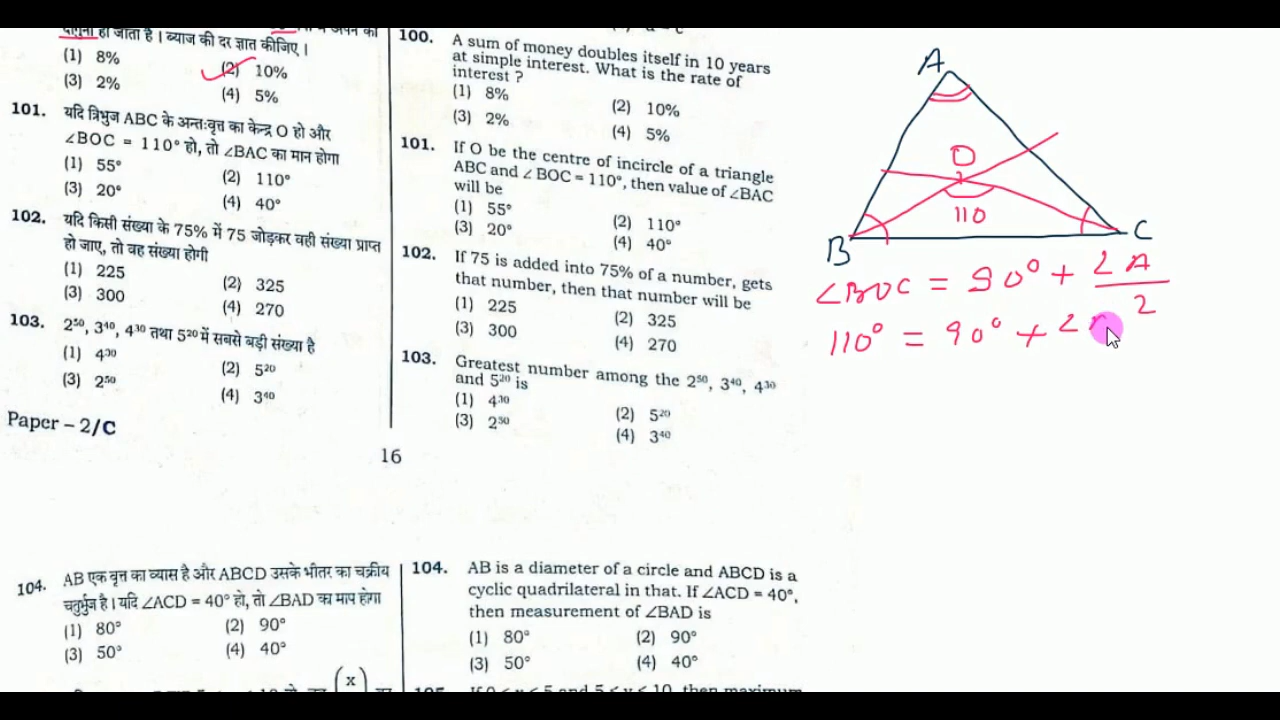 दोगुना हो जाता है । ब्याज की दर ज्ञात कीजिए ।
(1) 8%
(2) 10%
(3) 2%
(4) 5%
101. यदि त्रिभुज ABC के अन्तःवृत्त का केन्द्र O हो और
∠BOC = 110° हो, तो ∠BAC का मान होगा
(1) 55°
(2) 110°
(3) 20°
(4) 40°
102. यदि किसी संख्या के 75% में 75 जोड़कर वही संख्या प्राप्त
हो जाए, तो वह संख्या होगी
(1) 225
(2) 325
(3) 300
(4) 270
103. 2⁵⁰, 3⁴⁰, 4³⁰ तथा 5²⁰ में सबसे बड़ी संख्या है
(1) 4³⁰
(2) 5²⁰
(3) 2⁵⁰
(4) 3⁴⁰
Paper – 2/C
100. A sum of money doubles itself in 10 years
at simple interest. What is the rate of
interest ?
(1) 8%
(2) 10%
(3) 2%
(4) 5%
101. If O be the centre of incircle of a triangle
ABC and ∠ BOC = 110°, then value of ∠BAC
will be
(1) 55°
(2) 110°
(3) 20°
(4) 40°
102. If 75 is added into 75% of a number, gets
that number, then that number will be
(1) 225
(2) 325
(3) 300
(4) 270
103. Greatest number among the 2⁵⁰, 3⁴⁰, 4³⁰
and 5²⁰ is
(1) 4³⁰
(2) 5²⁰
(3) 2⁵⁰
(4) 3⁴⁰
16
104. AB एक वृत्त का व्यास है और ABCD उसके भीतर का चक्रीय
चतुर्भुज है । यदि ∠ACD = 40° हो, तो ∠BAD का माप होगा
(1) 80°
(2) 90°
(3) 50°
(4) 40°
(x
104. AB is a diameter of a circle and ABCD is a
cyclic quadrilateral in that. If ∠ACD = 40°,
then measurement of ∠BAD is
(1) 80°
(2) 90°
(3) 50°
(4) 40°
then maximum
A
O
110
B
C
∠BOC = 90° + ∠A/2
110° = 90° + ∠